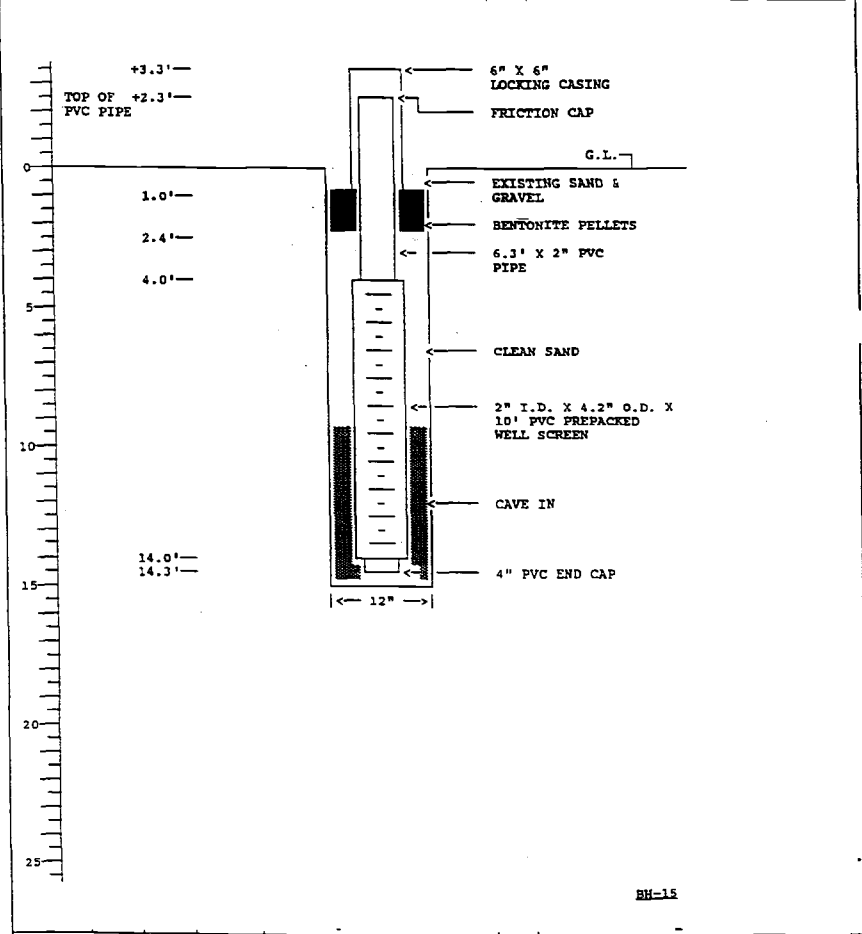 +3.3'
TOP OF +2.3'
PVC PIPE
0
1.0'
2.4'
4.0'
5
10
14.0'
14.3'
15
20
25
6" X 6"
LOCKING CASING
FRICTION CAP
G.L.
EXISTING SAND &
GRAVEL
BENTONITE PELLETS
6.3' X 2" PVC
PIPE
CLEAN SAND
2" I.D. X 4.2" O.D. X
10' PVC PREPACKED
WELL SCREEN
CAVE IN
4" PVC END CAP
12"
BH-15